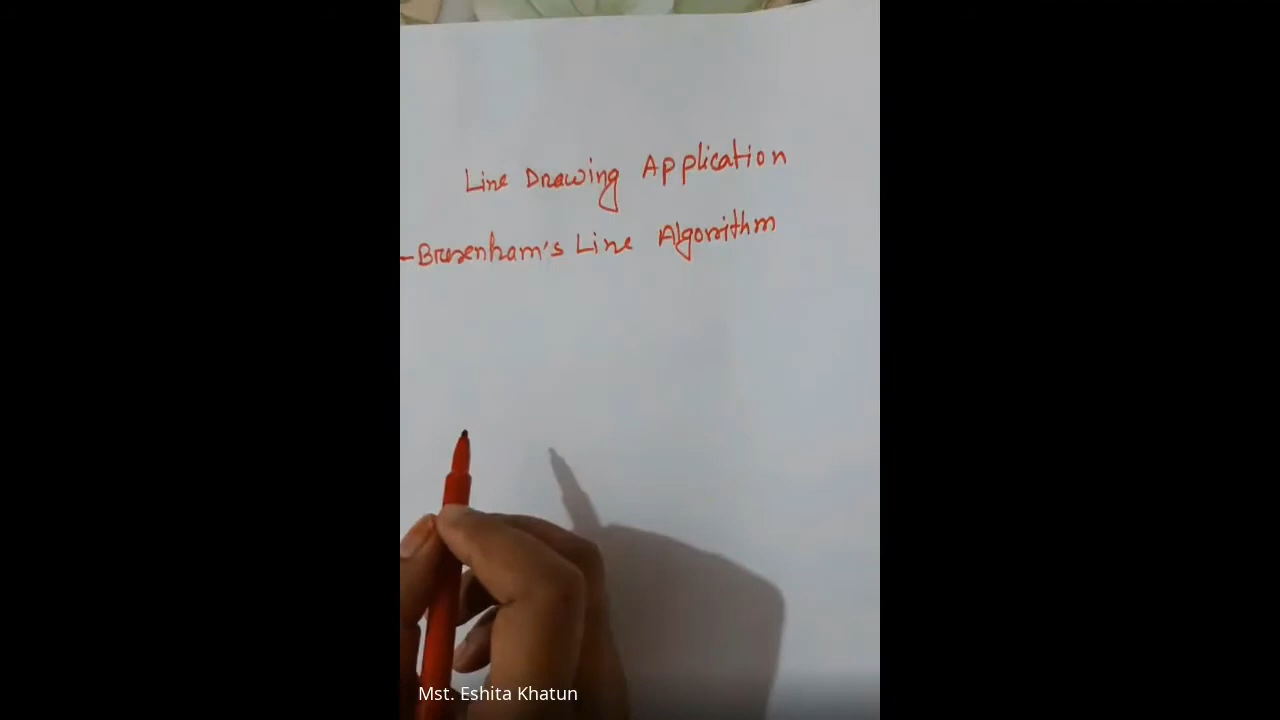 Line Drawing Application
-Bresenham's Line Algorithm
Mst. Eshita Khatun